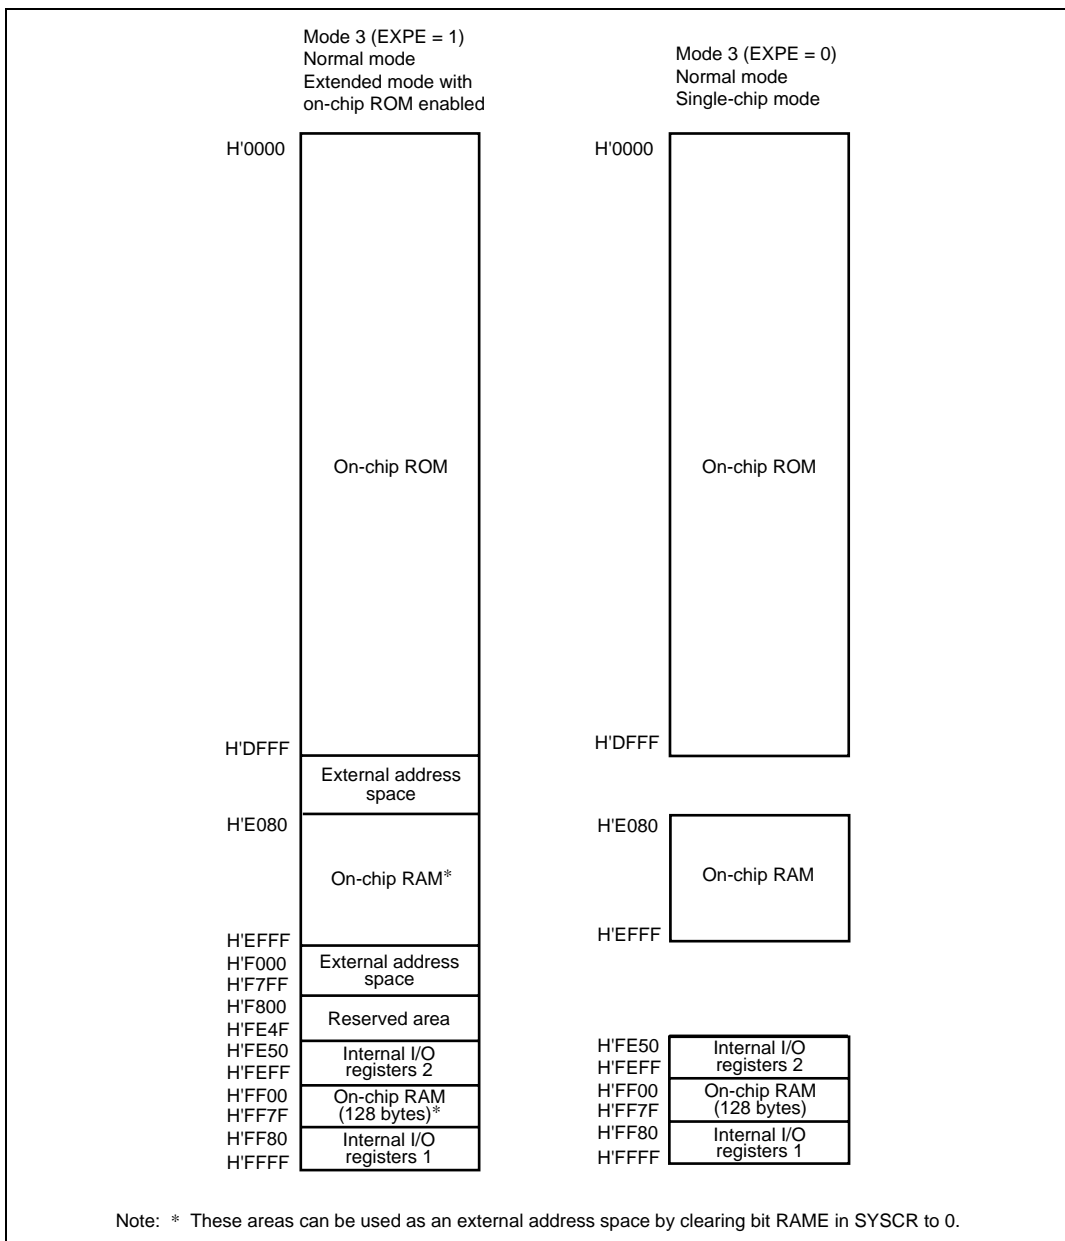 Mode 3 (EXPE = 1)
Normal mode
Extended mode with
on-chip ROM enabled
H'0000
On-chip ROM
H'DFFF
External address
space
H'E080
On-chip RAM*
H'EFFF
H'F000
External address
space
H'F7FF
H'F800
Reserved area
H'FE4F
H'FE50
Internal I/O
registers 2
H'FEFF
H'FF00
On-chip RAM
(128 bytes)*
H'FF7F
H'FF80
Internal I/O
registers 1
H'FFFF
Mode 3 (EXPE = 0)
Normal mode
Single-chip mode
H'0000
On-chip ROM
H'DFFF
H'E080
On-chip RAM
H'EFFF
H'FE50
Internal I/O
registers 2
H'FEFF
H'FF00
On-chip RAM
(128 bytes)
H'FF7F
H'FF80
Internal I/O
registers 1
H'FFFF
Note: * These areas can be used as an external address space by clearing bit RAME in SYSCR to 0.